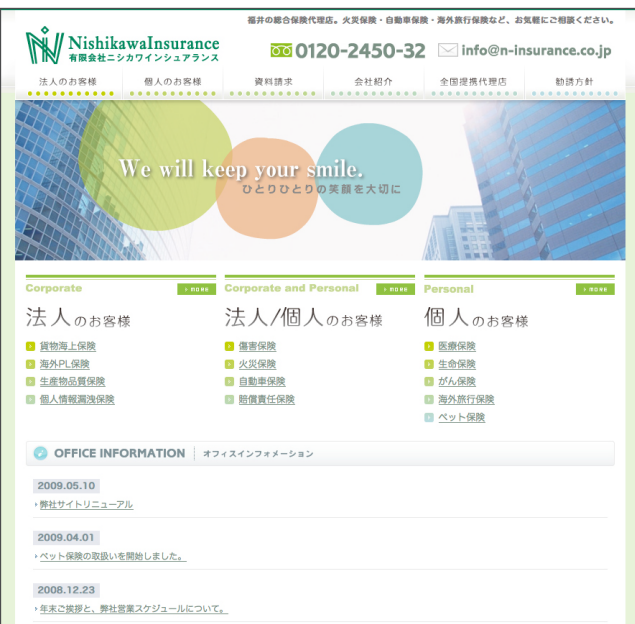 福井の総合保険代理店。火災保険・自動車保険・海外旅行保険など、お気軽にご相談ください。
NishikawaInsurance
有限会社ニシカワインシュアランス
0120-2450-32
info@n-insurance.co.jp
法人のお客様 個人のお客様 資料請求 会社紹介 全国提携代理店 勧誘方針
We will keep your smile.
ひとりひとりの笑顔を大切に
Corporate MORE Corporate and Personal MORE Personal MORE
法人のお客様 法人/個人のお客様 個人のお客様
貨物海上保険 傷害保険 医療保険
海外PL保険 火災保険 生命保険
生産物品質保険 自動車保険 がん保険
個人情報漏洩保険 賠償責任保険 海外旅行保険
ペット保険
OFFICE INFORMATION オフィスインフォメーション
2009.05.10
弊社サイトリニューアル
2009.04.01
ペット保険の取扱いを開始しました。
2008.12.23
年末ご挨拶と、弊社営業スケジュールについて。